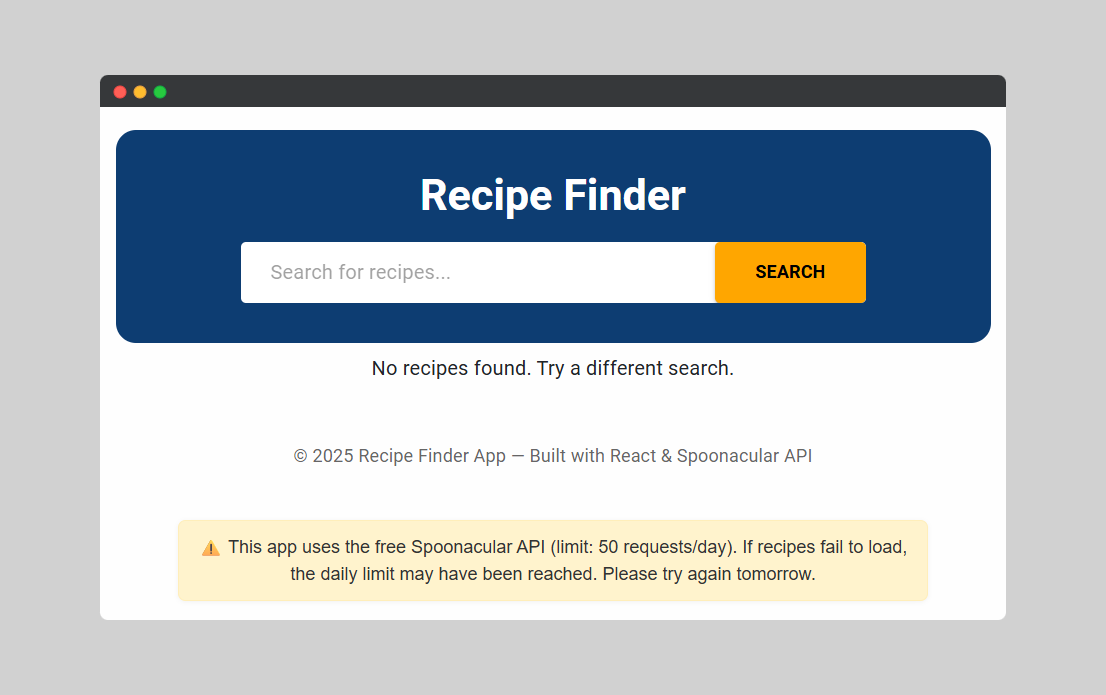 Recipe Finder
Search for recipes...
SEARCH
No recipes found. Try a different search.
© 2025 Recipe Finder App — Built with React & Spoonacular API
⚠️ This app uses the free Spoonacular API (limit: 50 requests/day). If recipes fail to load,
the daily limit may have been reached. Please try again tomorrow.